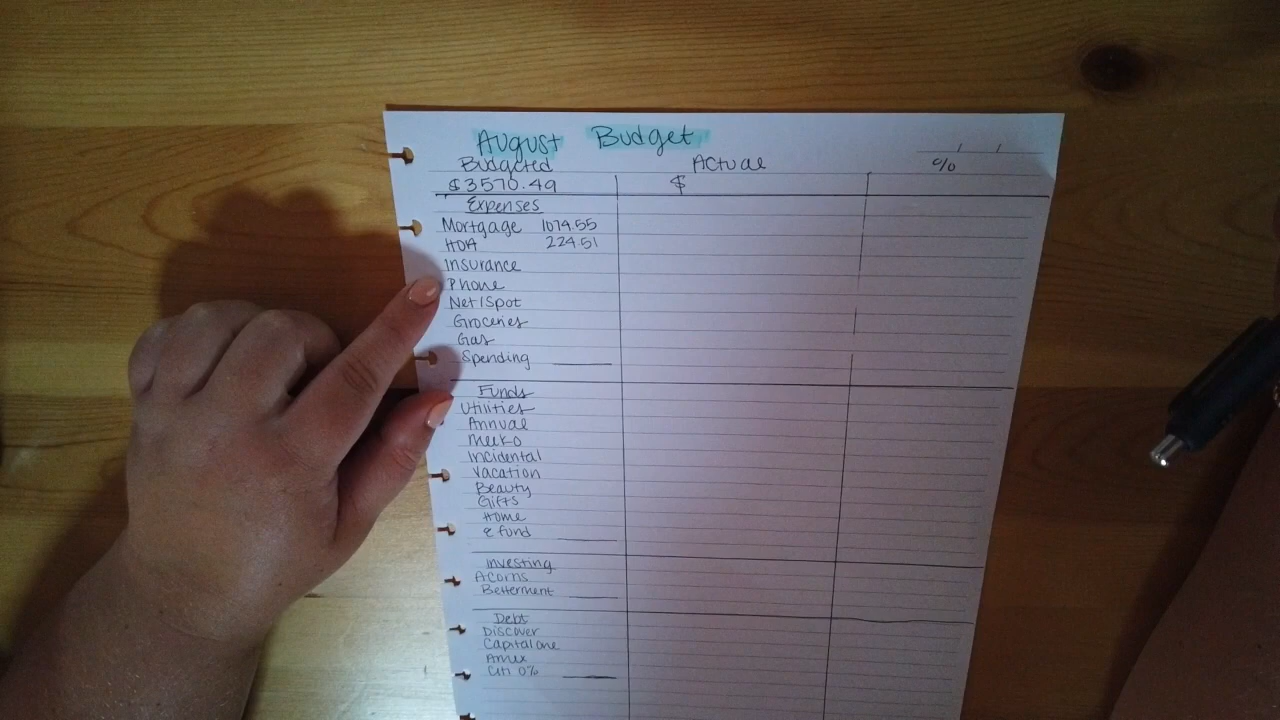 August Budget
Budgeted Actual %
$3570.49 $
Expenses
Mortgage 1074.55
HOA 224.51
Insurance
Phone
Net/Spot
Groceries
Gas
Spending
Funds
Utilities
Annual
Meeko
Incidental
Vacation
Beauty
Gifts
Home
e fund
Investing
Acorns
Betterment
Debt
Discover
Capital one
Amex
Citi 0%